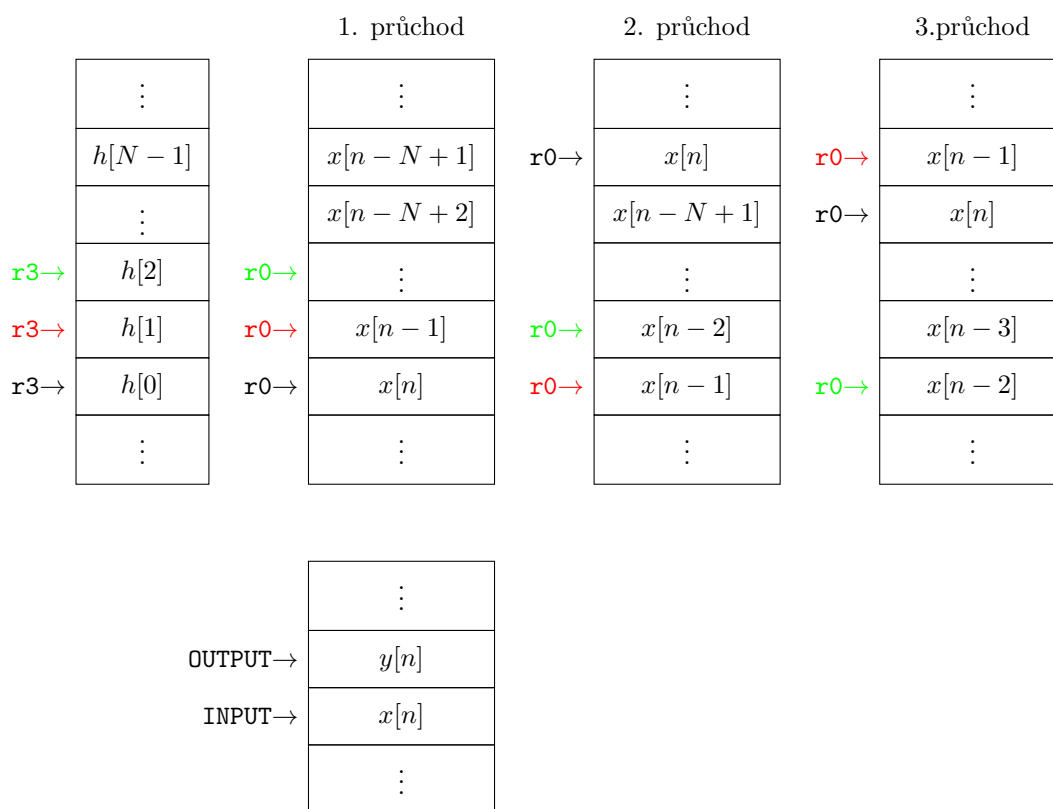 1. průchod 2. průchod 3.průchod
⋮ ⋮ ⋮ ⋮
h[N − 1] x[n − N + 1] r0→ x[n] r0→ x[n − 1]
⋮ x[n − N + 2] x[n − N + 1] r0→ x[n]
r3→ h[2] r0→ ⋮ ⋮ ⋮
r3→ h[1] r0→ x[n − 1] r0→ x[n − 2] x[n − 3]
r3→ h[0] r0→ x[n] r0→ x[n − 1] r0→ x[n − 2]
⋮ ⋮ ⋮ ⋮
⋮
OUTPUT→ y[n]
INPUT→ x[n]
⋮